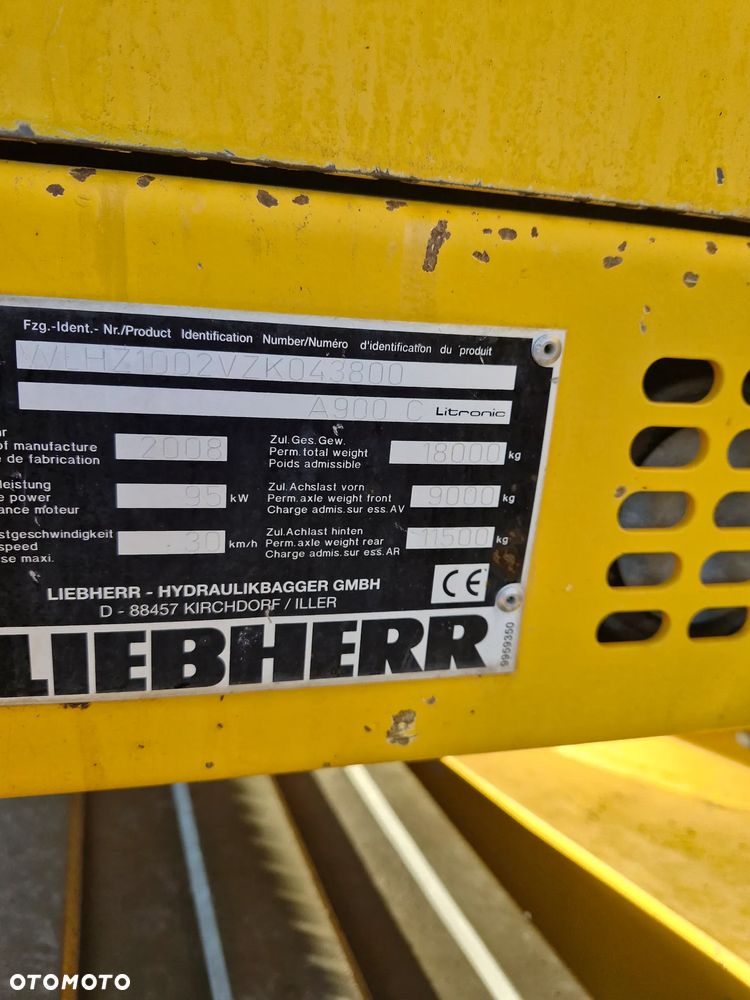 Fzg.-Ident.- Nr./Product Identification Number/Numéro d'identification du produit
WLHZ1002VZK043800
A900 C Litronic
ar
of manufacture 2008
e de fabrication
Zul.Ges.Gew.
Perm.total weight 18000 kg
Poids admissible
leistung
e power 95 kW
ance moteur
Zul.Achslast vorn
Perm.axle weight front 9000 kg
Charge admis.sur ess.AV
stgeschwindigkeit
speed 30 km/h
se maxi.
Zul.Achlast hinten
Perm.axle weight rear 11500 kg
Charge admis.sur ess.AR
LIEBHERR - HYDRAULIKBAGGER GMBH
D - 88457 KIRCHDORF / ILLER
CE
LIEBHERR
9959350
OTOMOTO